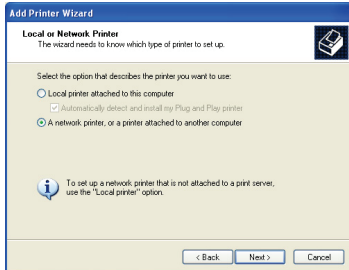 Add Printer Wizard
Local or Network Printer
The wizard needs to know which type of printer to set up.
Select the option that describes the printer you want to use:
Local printer attached to this computer
Automatically detect and install my Plug and Play printer
A network printer, or a printer attached to another computer
To set up a network printer that is not attached to a print server,
use the "Local printer" option.
< Back Next > Cancel